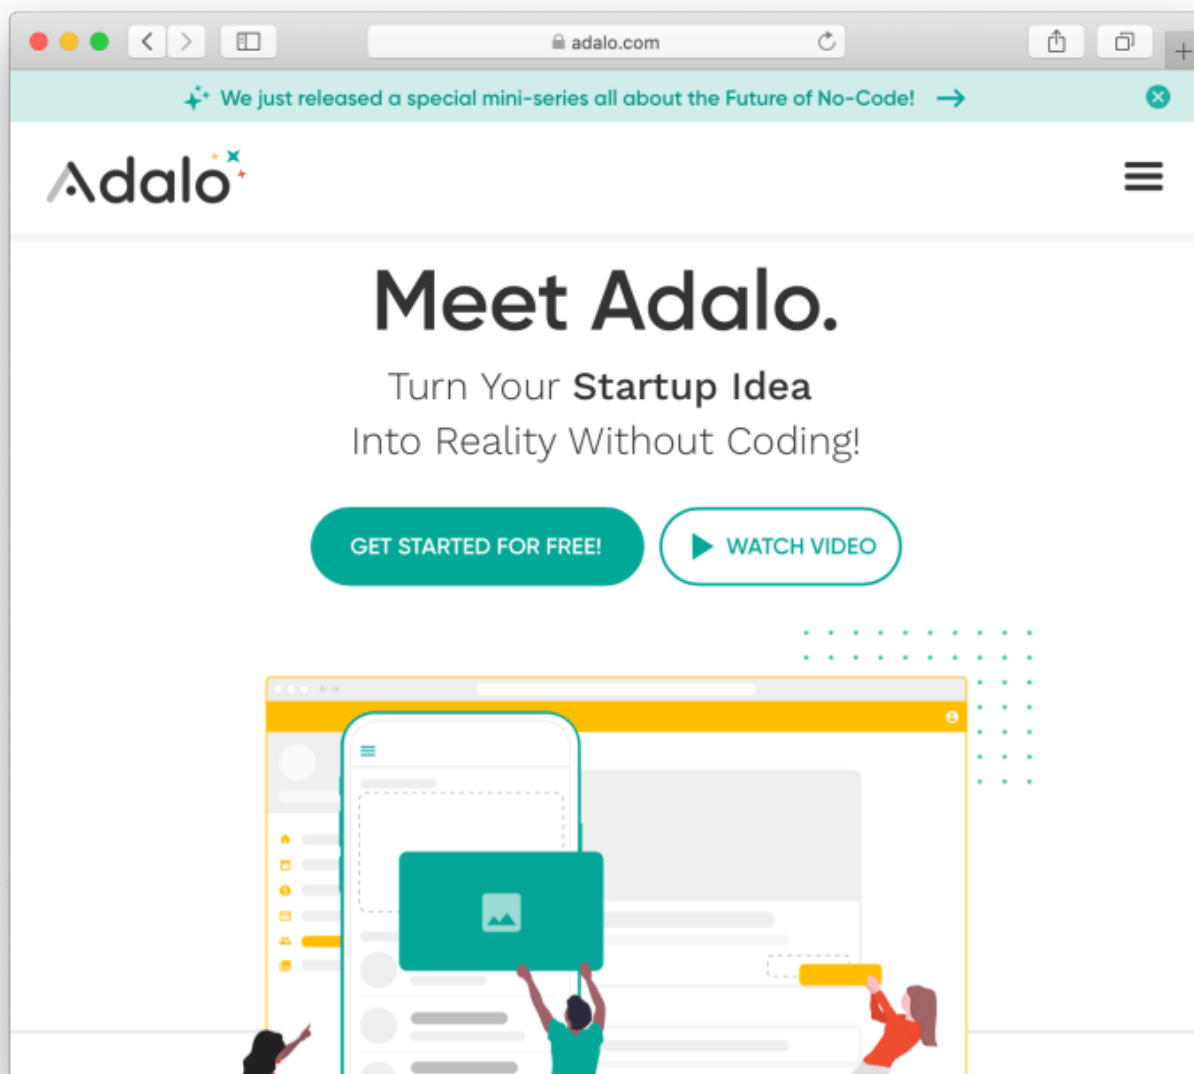 adalo.com
We just released a special mini-series all about the Future of No-Code! →
Adalo
Meet Adalo.
Turn Your Startup Idea
Into Reality Without Coding!
GET STARTED FOR FREE!
WATCH VIDEO